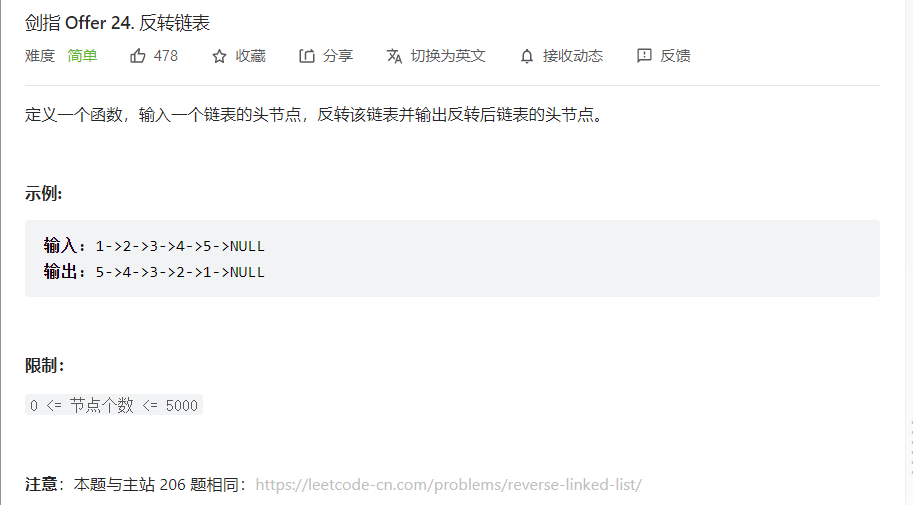 剑指 Offer 24. 反转链表
难度 简单 478 收藏 分享 切换为英文 接收动态 反馈
定义一个函数，输入一个链表的头节点，反转该链表并输出反转后链表的头节点。
示例:
输入: 1->2->3->4->5->NULL
输出: 5->4->3->2->1->NULL
限制：
0 <= 节点个数 <= 5000
注意：本题与主站 206 题相同：https://leetcode-cn.com/problems/reverse-linked-list/